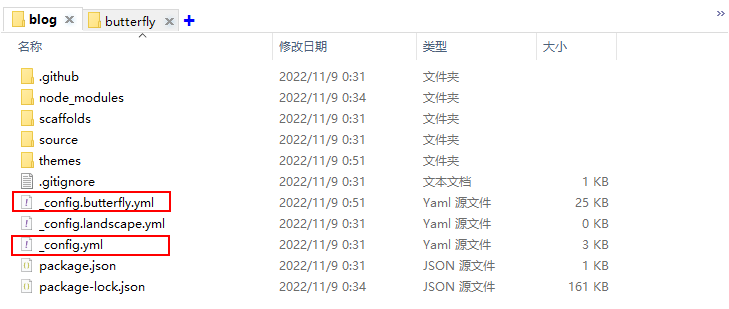 blog butterfly
名称 修改日期 类型 大小
.github 2022/11/9 0:31 文件夹
node_modules 2022/11/9 0:34 文件夹
scaffolds 2022/11/9 0:31 文件夹
source 2022/11/9 0:31 文件夹
themes 2022/11/9 0:51 文件夹
.gitignore 2022/11/9 0:31 文本文档 1 KB
_config.butterfly.yml 2022/11/9 0:51 Yaml 源文件 25 KB
_config.landscape.yml 2022/11/9 0:31 Yaml 源文件 0 KB
_config.yml 2022/11/9 0:31 Yaml 源文件 3 KB
package.json 2022/11/9 0:31 JSON 源文件 1 KB
package-lock.json 2022/11/9 0:34 JSON 源文件 161 KB